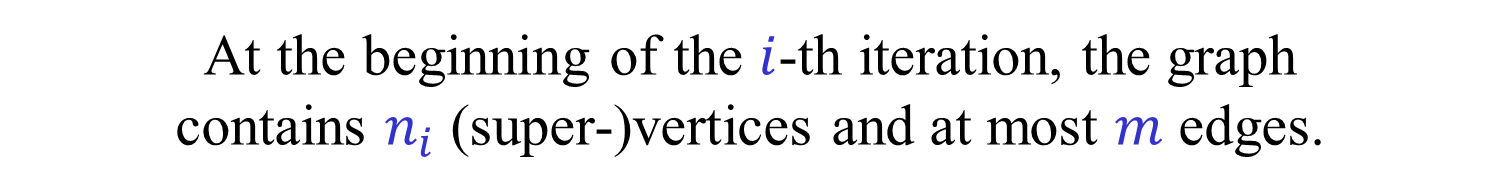 At the beginning of the i-th iteration, the graph
contains nᵢ (super-)vertices and at most m edges.